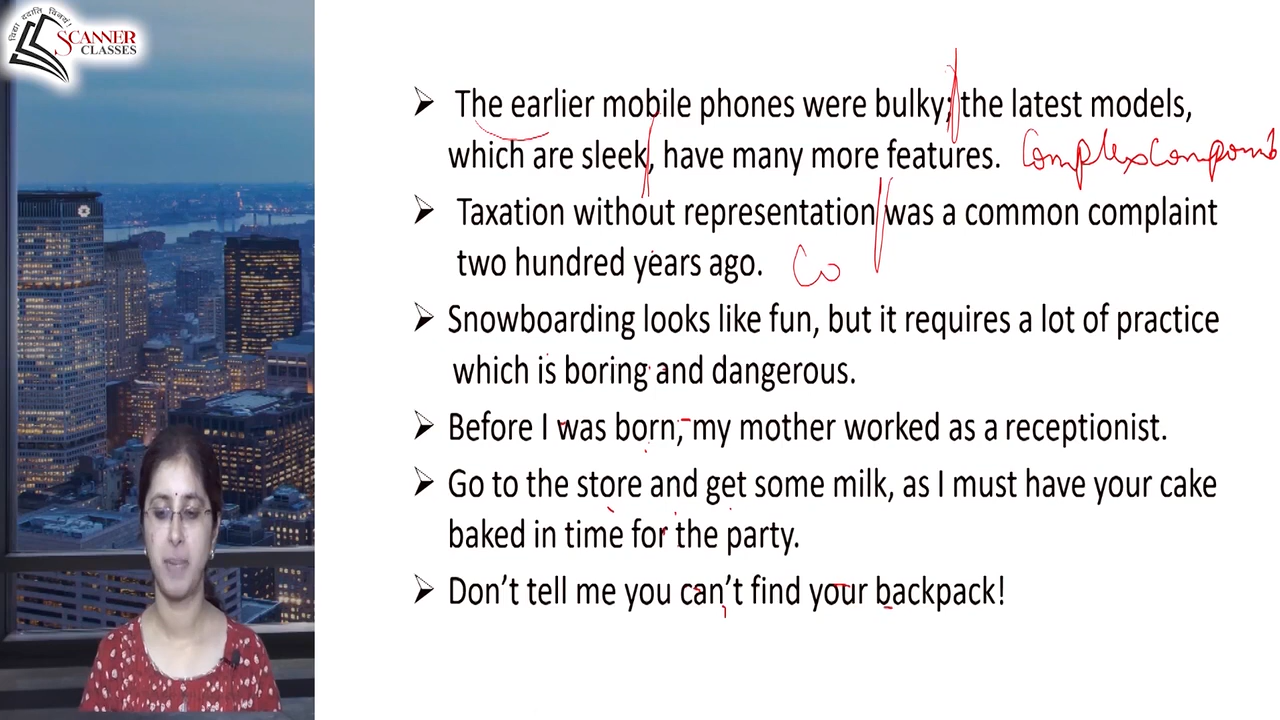 विद्या ददाति विनयं।
SCANNER
CLASSES
➢ The earlier mobile phones were bulky; the latest models,
which are sleek, have many more features. Complex Compound
➢ Taxation without representation was a common complaint
two hundred years ago. Co
➢ Snowboarding looks like fun, but it requires a lot of practice
which is boring and dangerous.
➢ Before I was born, my mother worked as a receptionist.
➢ Go to the store and get some milk, as I must have your cake
baked in time for the party.
➢ Don't tell me you can't find your backpack!